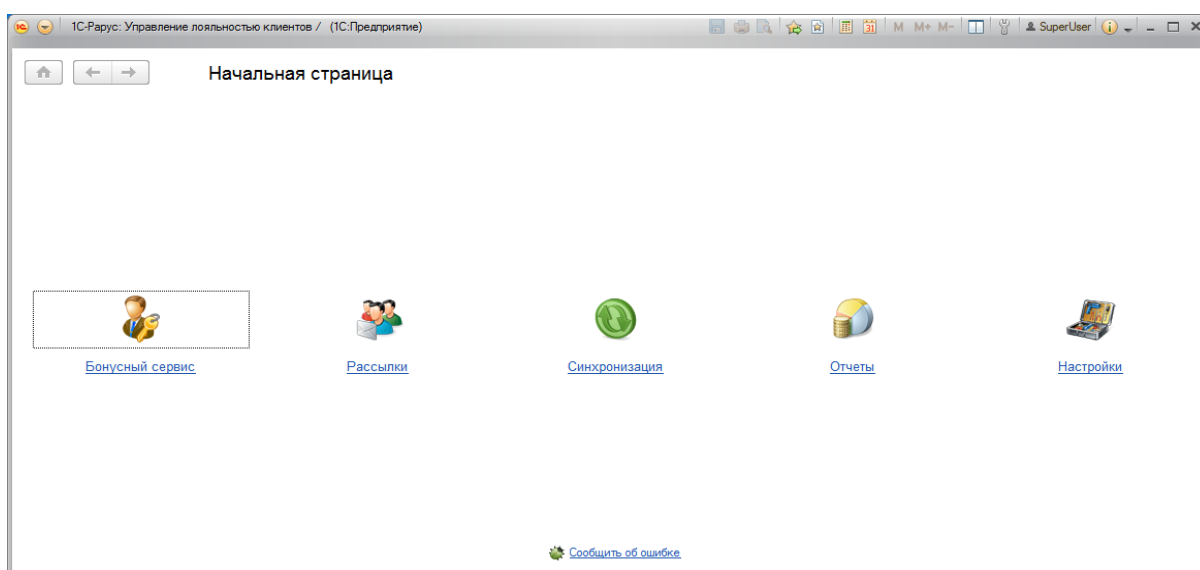 1С-Рарус: Управление лояльностью клиентов / (1С:Предприятие) 31 M M+ M- SuperUser
Начальная страница
Бонусный сервис Рассылки Синхронизация Отчеты Настройки
Сообщить об ошибке